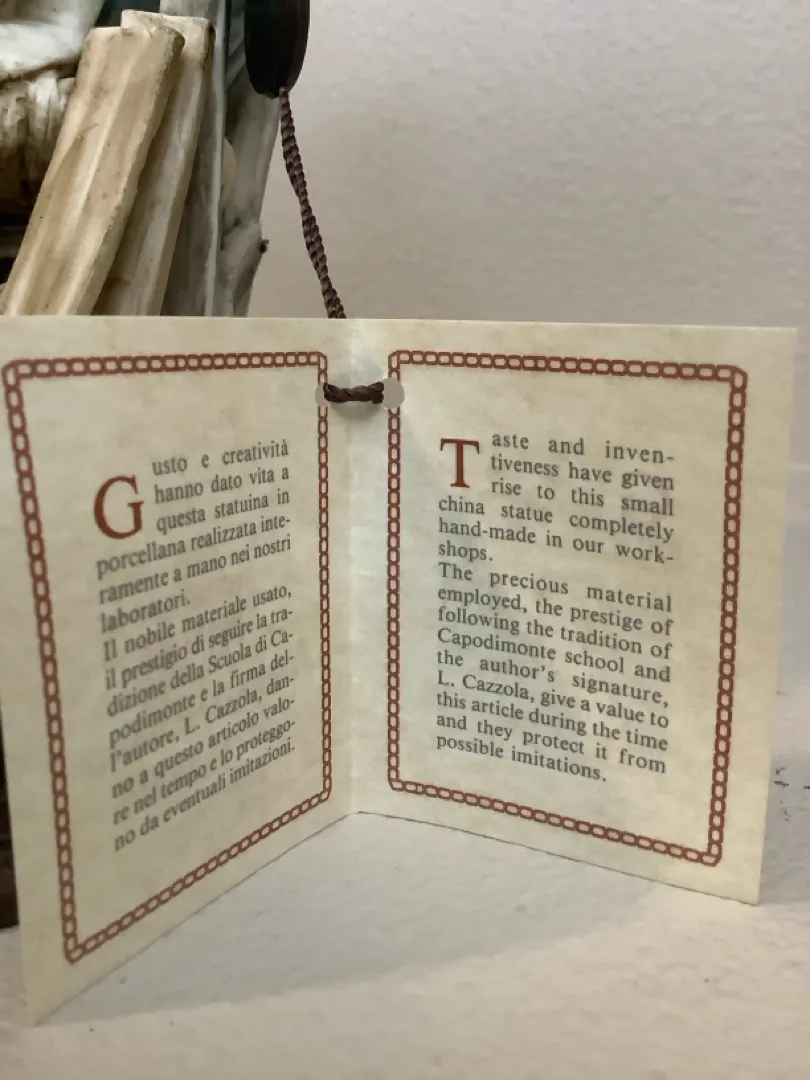 Gusto e creatività
hanno dato vita a
questa statuina in
porcellana realizzata inte-
ramente a mano nei nostri
laboratori.
Il nobile materiale usato,
il prestigio di seguire la tra-
dizione della Scuola di Ca-
podimonte e la firma del-
l'autore, L. Cazzola, dan-
no a questo articolo valo-
re nel tempo e lo proteggo-
no da eventuali imitazioni.
Taste and inven-
tiveness have given
rise to this small
china statue completely
hand-made in our work-
shops.
The precious material
employed, the prestige of
following the tradition of
Capodimonte school and
the author's signature,
L. Cazzola, give a value to
this article during the time
and they protect it from
possible imitations.